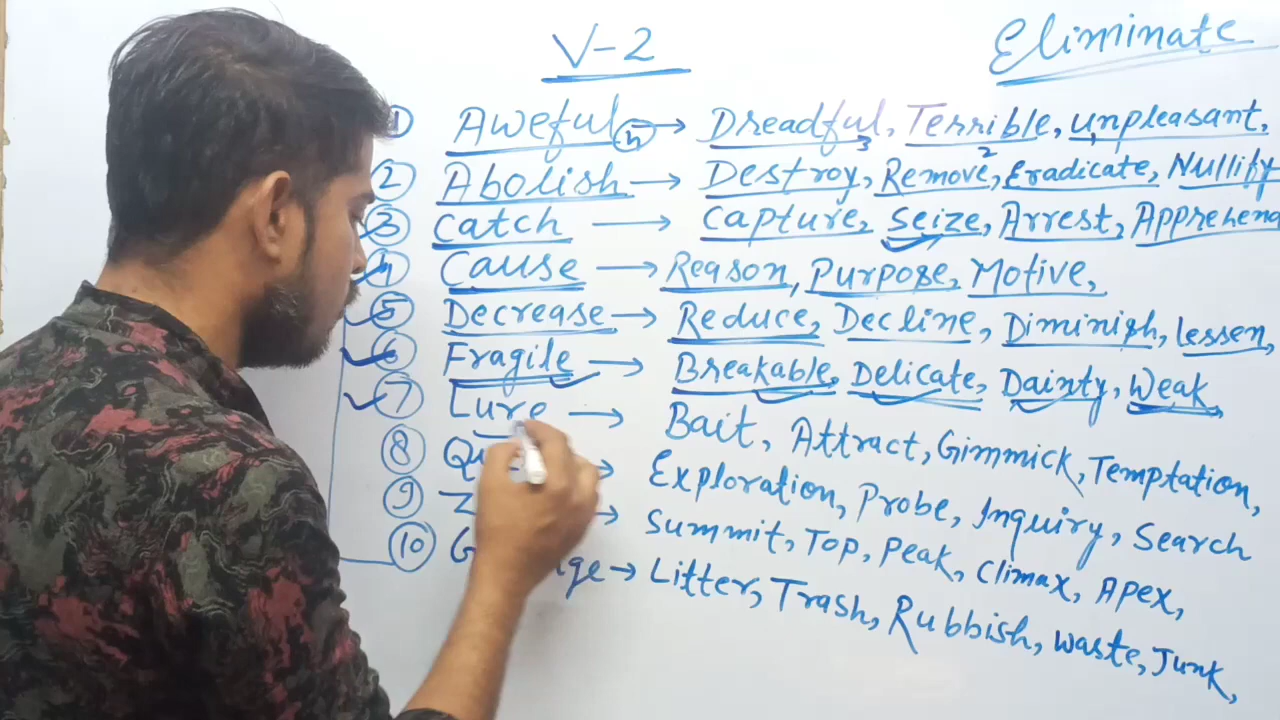 V-2
Eliminate
1 Aweful (h) → Dreadful, Terrible, unpleasant,
2 Abolish → Destroy, Remove, Eradicate, Nullify
3 Catch → Capture, Seize, Arrest,
4 Cause → Reason, Purpose, Motive,
5 Decrease → Reduce, Decline, Diminish, lessen,
6 Fragile → Breakable, Delicate, Dainty, Weak,
7 Lure → Bait, Attract, Gimmick, Temptation,
8 → Exploration, Probe, Inquiry, Search
9 → Summit, Top, Peak, Climax, Apex,
10 → Litter, Trash, Rubbish, waste, Junk,